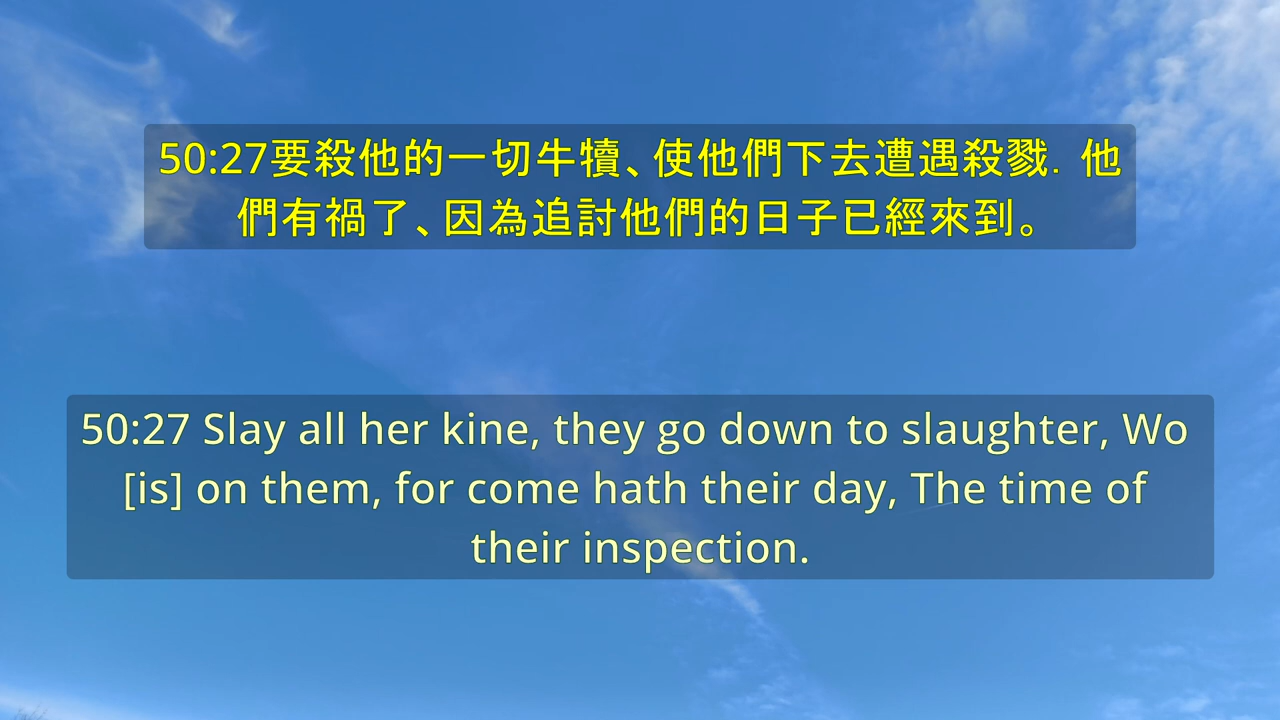 50:27要殺他的一切牛犢、使他們下去遭遇殺戮．他
們有禍了、因為追討他們的日子已經來到。
50:27 Slay all her kine, they go down to slaughter, Wo
[is] on them, for come hath their day, The time of
their inspection.